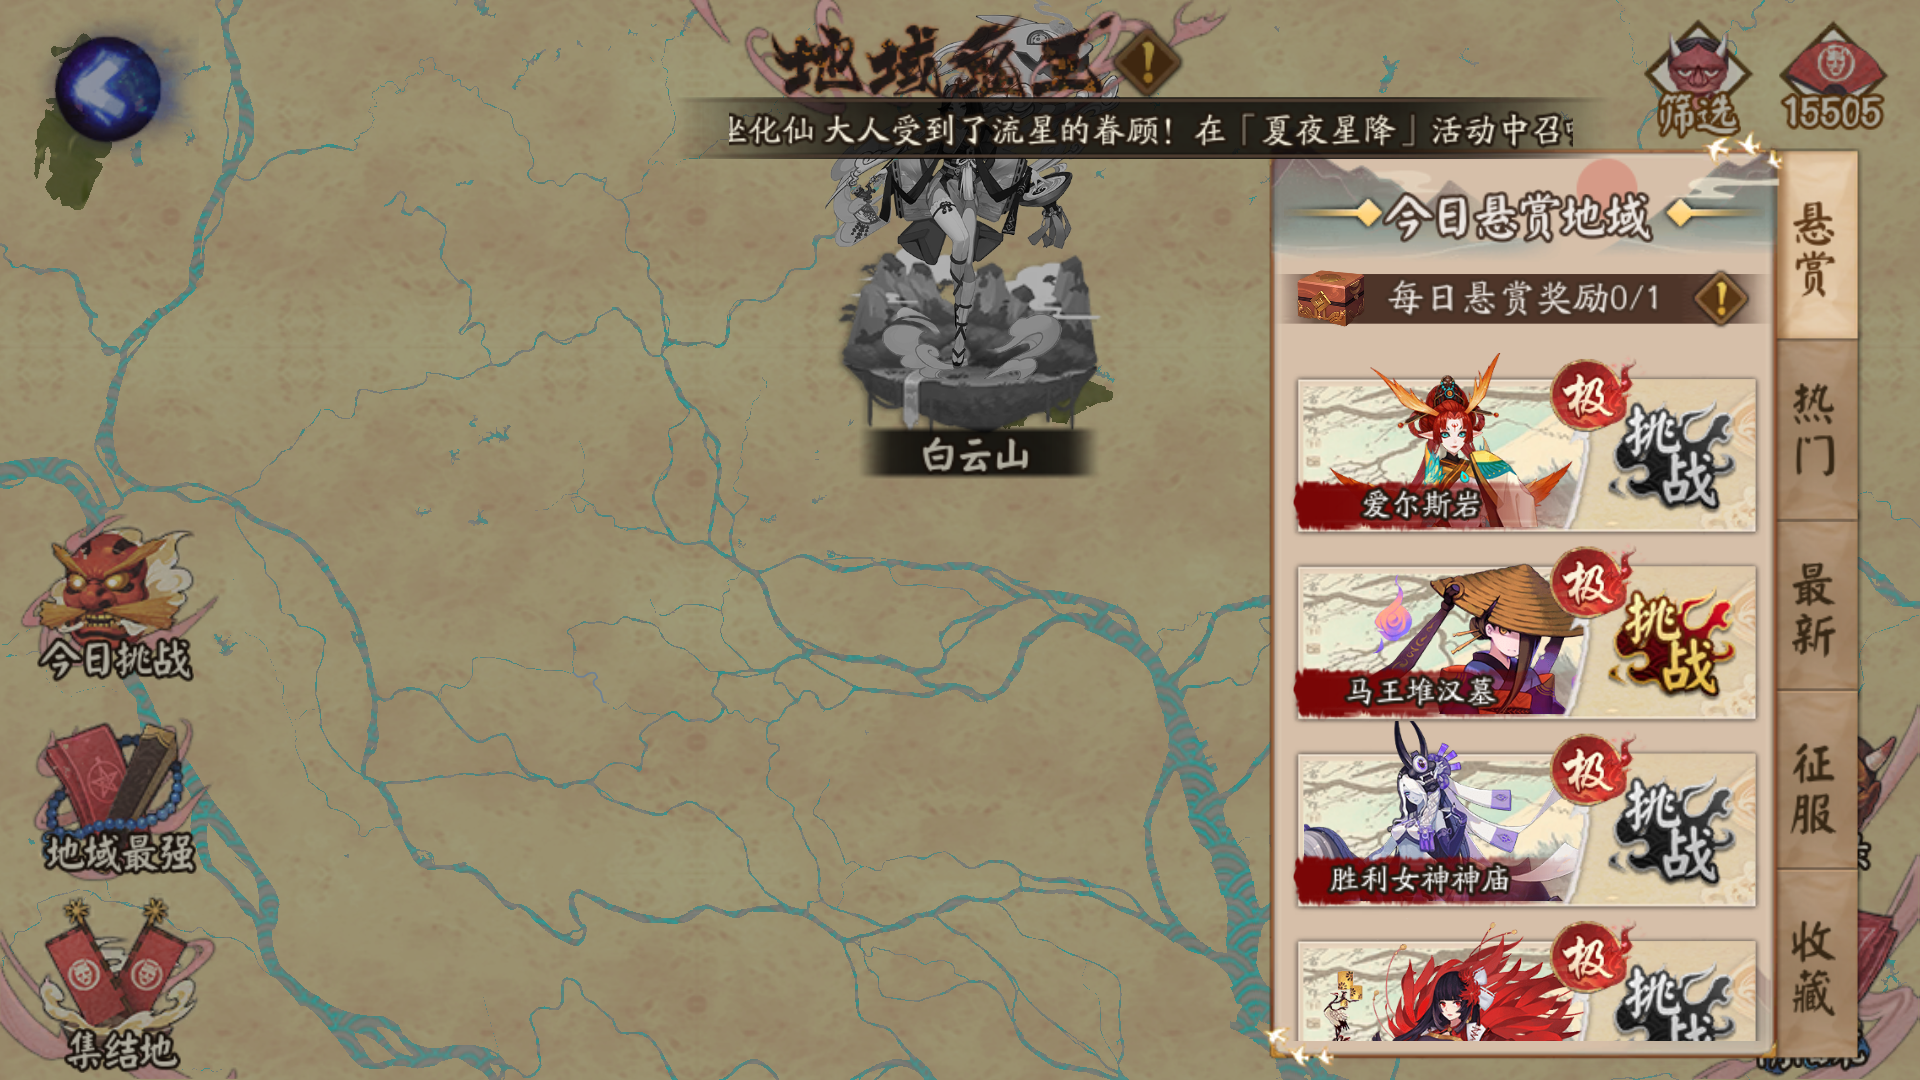 地域鬼王
坐化仙 大人受到了流星的眷顾！在「夏夜星降」活动中召
筛选
15505
今日悬赏地域
每日悬赏奖励0/1
极
挑战
爱尔斯岩
极
挑战
马王堆汉墓
极
挑战
胜利女神神庙
极
挑战
悬赏
热门
最新
征服
收藏
白云山
今日挑战
地域最强
集结地